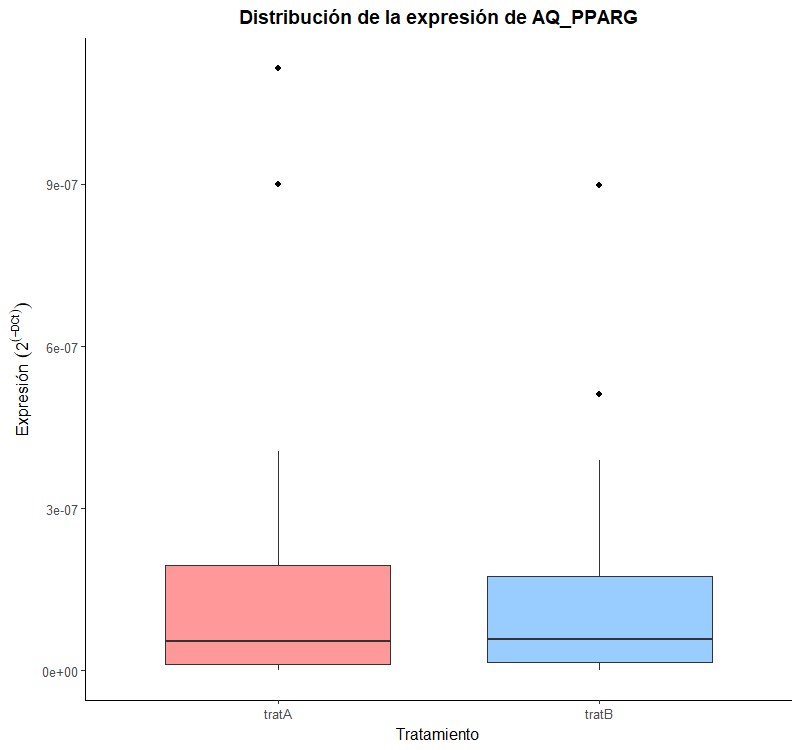 Distribución de la expresión de AQ_PPARG
Expresión (2^(−DCt))
9e-07
6e-07
3e-07
0e+00
tratA tratB
Tratamiento